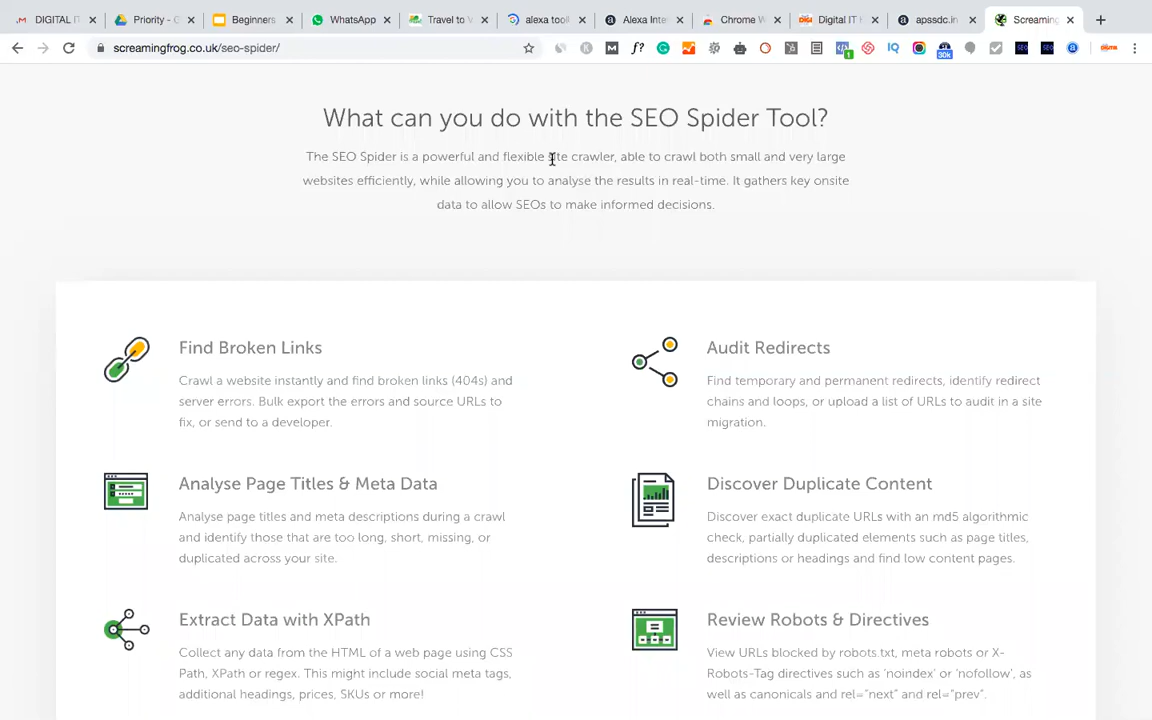 DIGITAL I
Priority - G
Beginners
WhatsApp
Travel to V
alexa tool
Alexa Inte
Chrome W
Digital IT H
appssdc.in
Screaming
screamingfrog.co.uk/seo-spider/
What can you do with the SEO Spider Tool?
The SEO Spider is a powerful and flexible site crawler, able to crawl both small and very large
websites efficiently, while allowing you to analyse the results in real-time. It gathers key onsite
data to allow SEOs to make informed decisions.
Find Broken Links
Crawl a website instantly and find broken links (404s) and
server errors. Bulk export the errors and source URLs to
fix, or send to a developer.
Audit Redirects
Find temporary and permanent redirects, identify redirect
chains and loops, or upload a list of URLs to audit in a site
migration.
Analyse Page Titles & Meta Data
Analyse page titles and meta descriptions during a crawl
and identify those that are too long, short, missing, or
duplicated across your site.
Discover Duplicate Content
Discover exact duplicate URLs with an md5 algorithmic
check, partially duplicated elements such as page titles,
descriptions or headings and find low content pages.
Extract Data with XPath
Collect any data from the HTML of a web page using CSS
Path, XPath or regex. This might include social meta tags,
additional headings, prices, SKUs or more!
Review Robots & Directives
View URLs blocked by robots.txt, meta robots or X-
Robots-Tag directives such as 'noindex' or 'nofollow', as
well as canonicals and rel="next" and rel="prev".